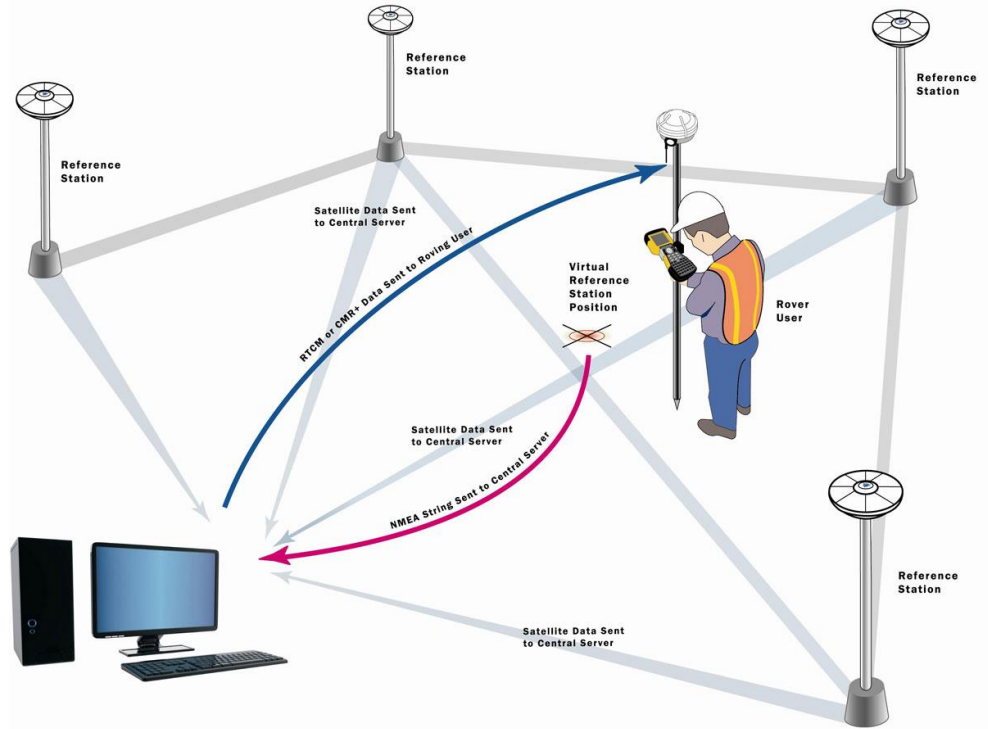 Reference
Station
Reference
Station
Reference
Station
Satellite Data Sent
to Central Server
RTCM or CMR+ Data Sent to Roving User
Virtual
Reference
Station
Position
Rover
User
Satellite Data Sent
to Central Server
NMEA String Sent to Central Server
Reference
Station
Satellite Data Sent
to Central Server